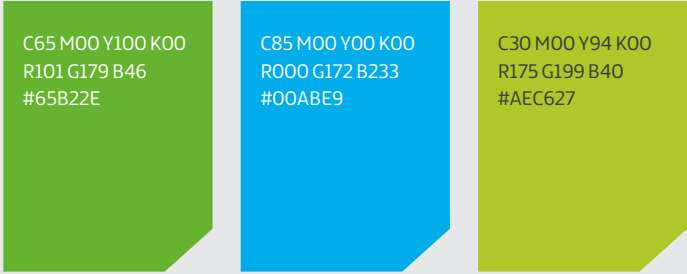 C65 M00 Y100 K00
R101 G179 B46
#65B22E
C85 M00 Y00 K00
R000 G172 B233
#00ABE9
C30 M00 Y94 K00
R175 G199 B40
#AEC627